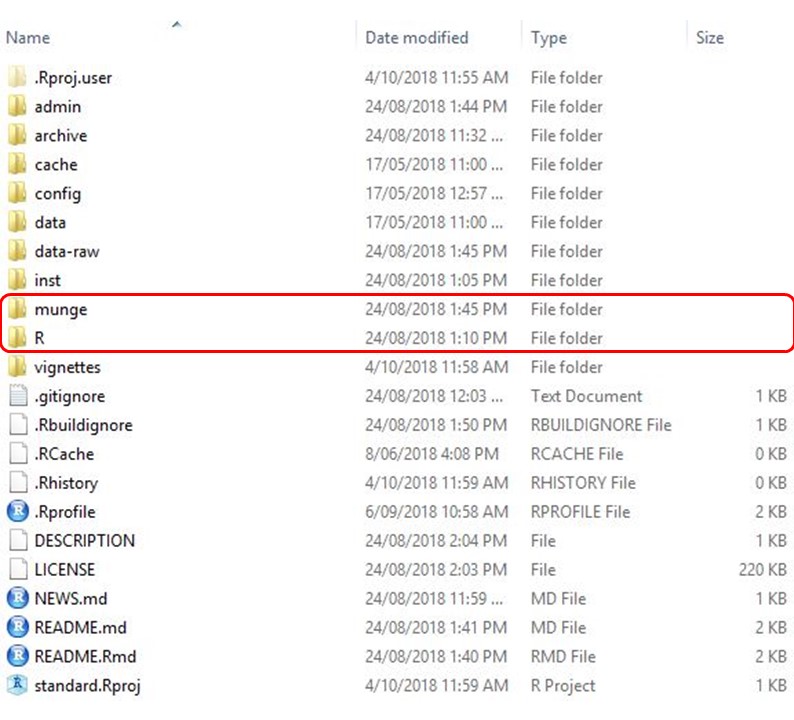 Name Date modified Type Size
.Rproj.user 4/10/2018 11:55 AM File folder
admin 24/08/2018 1:44 PM File folder
archive 24/08/2018 11:32 ... File folder
cache 17/05/2018 11:00 ... File folder
config 17/05/2018 12:57 ... File folder
data 17/05/2018 11:00 ... File folder
data-raw 24/08/2018 1:45 PM File folder
inst 24/08/2018 1:05 PM File folder
munge 24/08/2018 1:45 PM File folder
R 24/08/2018 1:10 PM File folder
vignettes 4/10/2018 11:58 AM File folder
.gitignore 24/08/2018 12:03 ... Text Document 1 KB
.Rbuildignore 24/08/2018 1:50 PM RBUILDIGNORE File 1 KB
.RCache 8/06/2018 4:08 PM RCACHE File 0 KB
.Rhistory 4/10/2018 11:59 AM RHISTORY File 0 KB
.Rprofile 6/09/2018 10:58 AM RPROFILE File 2 KB
DESCRIPTION 24/08/2018 2:04 PM File 1 KB
LICENSE 24/08/2018 2:03 PM File 220 KB
NEWS.md 24/08/2018 11:59 ... MD File 1 KB
README.md 24/08/2018 1:41 PM MD File 2 KB
README.Rmd 24/08/2018 1:40 PM RMD File 2 KB
standard.Rproj 4/10/2018 11:59 AM R Project 1 KB